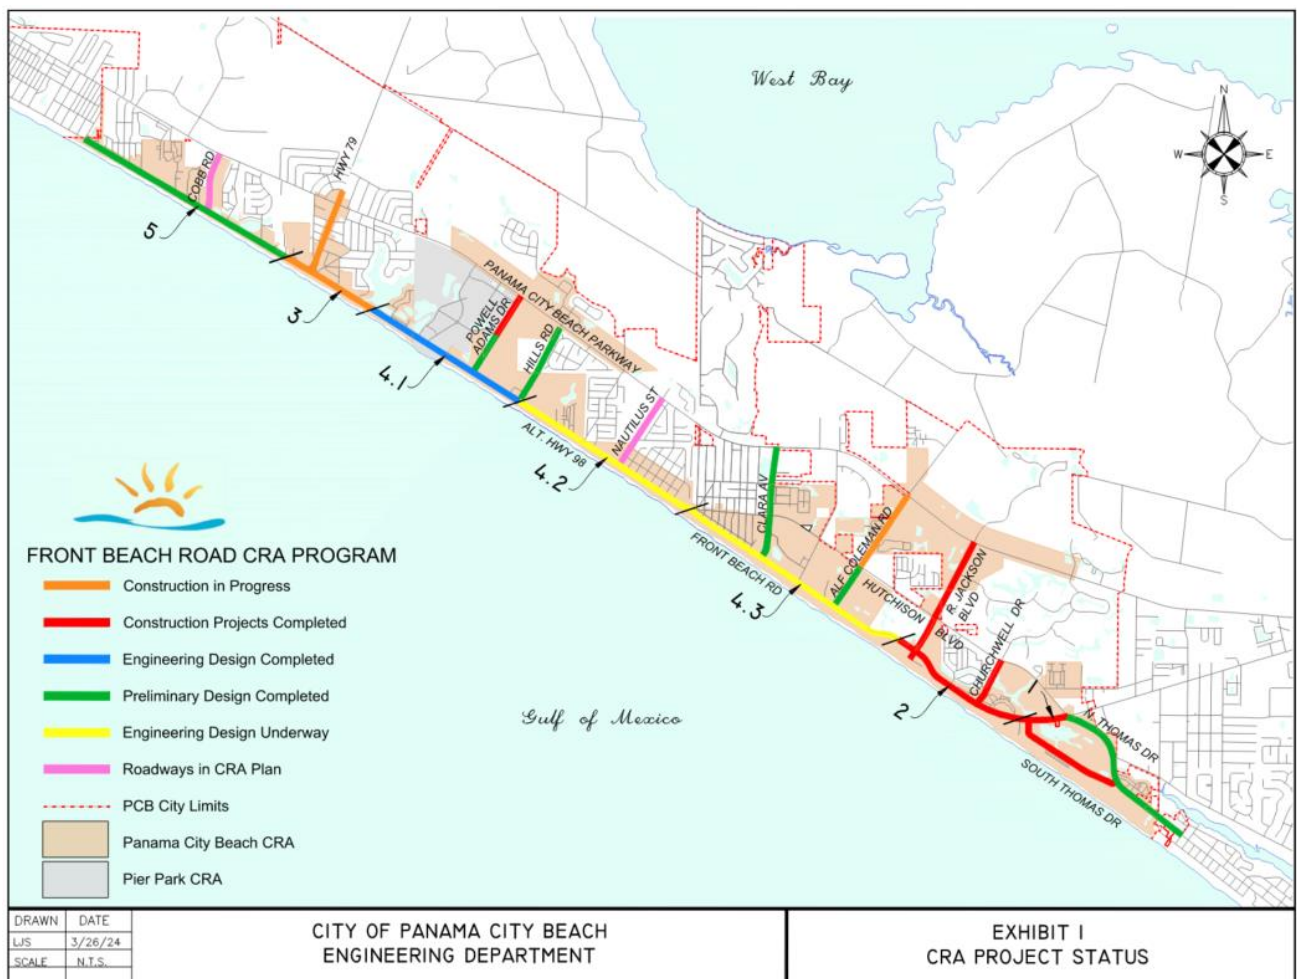 West Bay
N
W
E
S
HWY 79
COBB RD
5
PANAMA CITY BEACH PARKWAY
3
POWELL
ADAMS DR
HILLS RD
4.1
NAUTILUS ST
ALT. HWY 98
4.2
CLARA AV
ALF COLEMAN RD
FRONT BEACH RD
HUTCHISON
BLVD
R. JACKSON
BLVD
4.3
CHURCHWELL DR
1
2
N. THOMAS DR
SOUTH THOMAS DR
Gulf of Mexico
FRONT BEACH ROAD CRA PROGRAM
Construction in Progress
Construction Projects Completed
Engineering Design Completed
Preliminary Design Completed
Engineering Design Underway
Roadways in CRA Plan
PCB City Limits
Panama City Beach CRA
Pier Park CRA
DRAWN DATE
LJS 3/26/24
SCALE N.T.S.
CITY OF PANAMA CITY BEACH
ENGINEERING DEPARTMENT
EXHIBIT I
CRA PROJECT STATUS